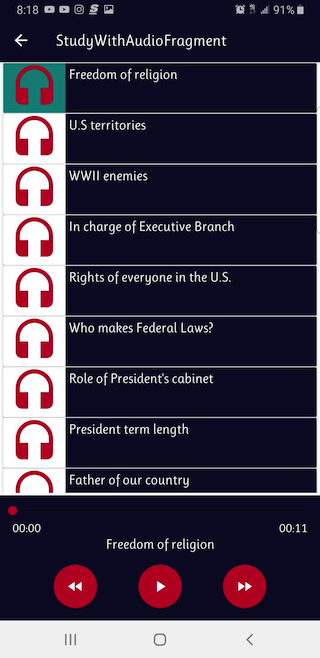 8:18 91%
StudyWithAudioFragment
Freedom of religion
U.S territories
WWII enemies
In charge of Executive Branch
Rights of everyone in the U.S.
Who makes Federal Laws?
Role of President's cabinet
President term length
Father of our country
00:00 00:11
Freedom of religion